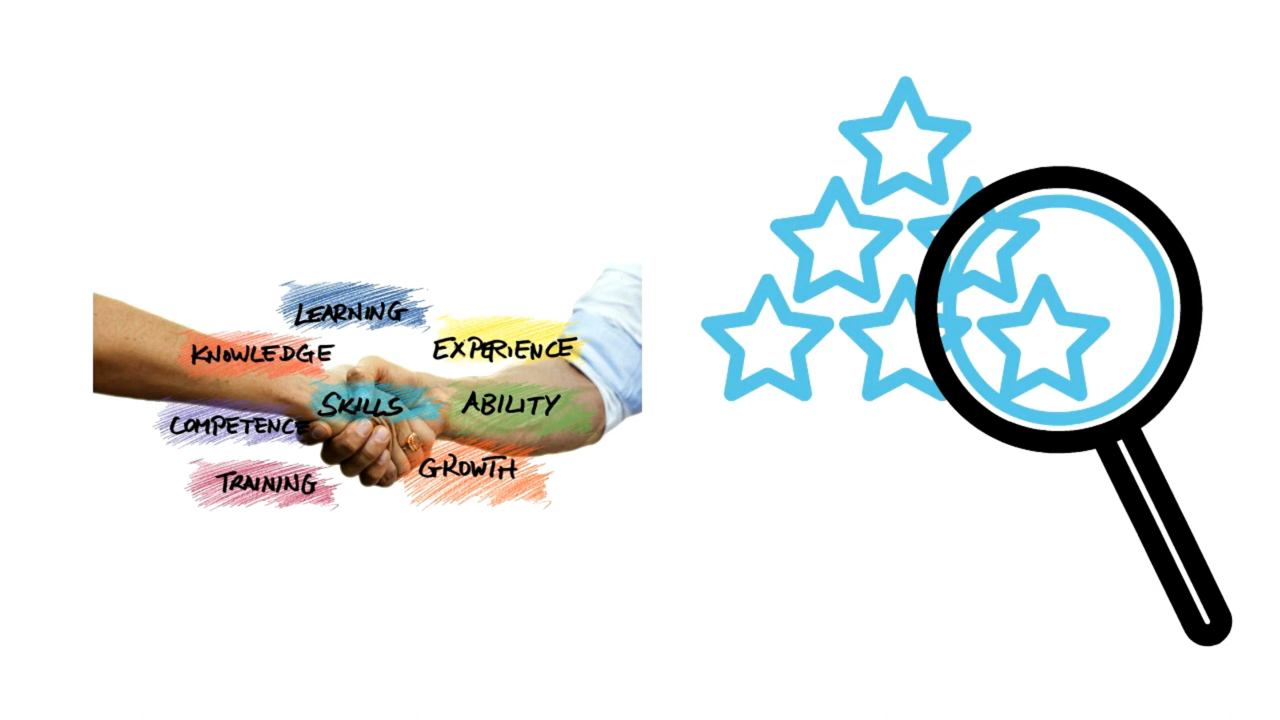 LEARNING
KNOWLEDGE
EXPERIENCE
SKILLS
ABILITY
COMPETENCE
GROWTH
TRAINING